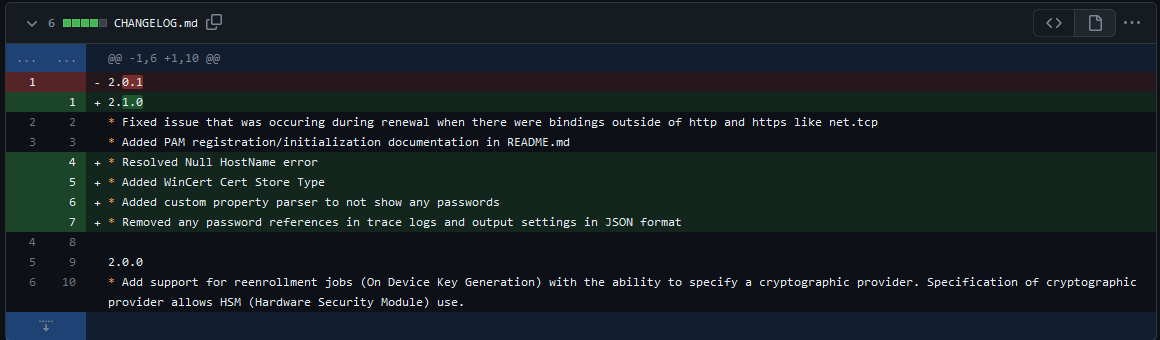 6 CHANGELOG.md
... ... @@ -1,6 +1,10 @@
1 - 2.0.1
1 + 2.1.0
2 2 * Fixed issue that was occuring during renewal when there were bindings outside of http and https like net.tcp
3 3 * Added PAM registration/initialization documentation in README.md
4 + * Resolved Null HostName error
5 + * Added WinCert Cert Store Type
6 + * Added custom property parser to not show any passwords
7 + * Removed any password references in trace logs and output settings in JSON format
4 8
5 9 2.0.0
6 10 * Add support for reenrollment jobs (On Device Key Generation) with the ability to specify a cryptographic provider. Specification of cryptographic
provider allows HSM (Hardware Security Module) use.